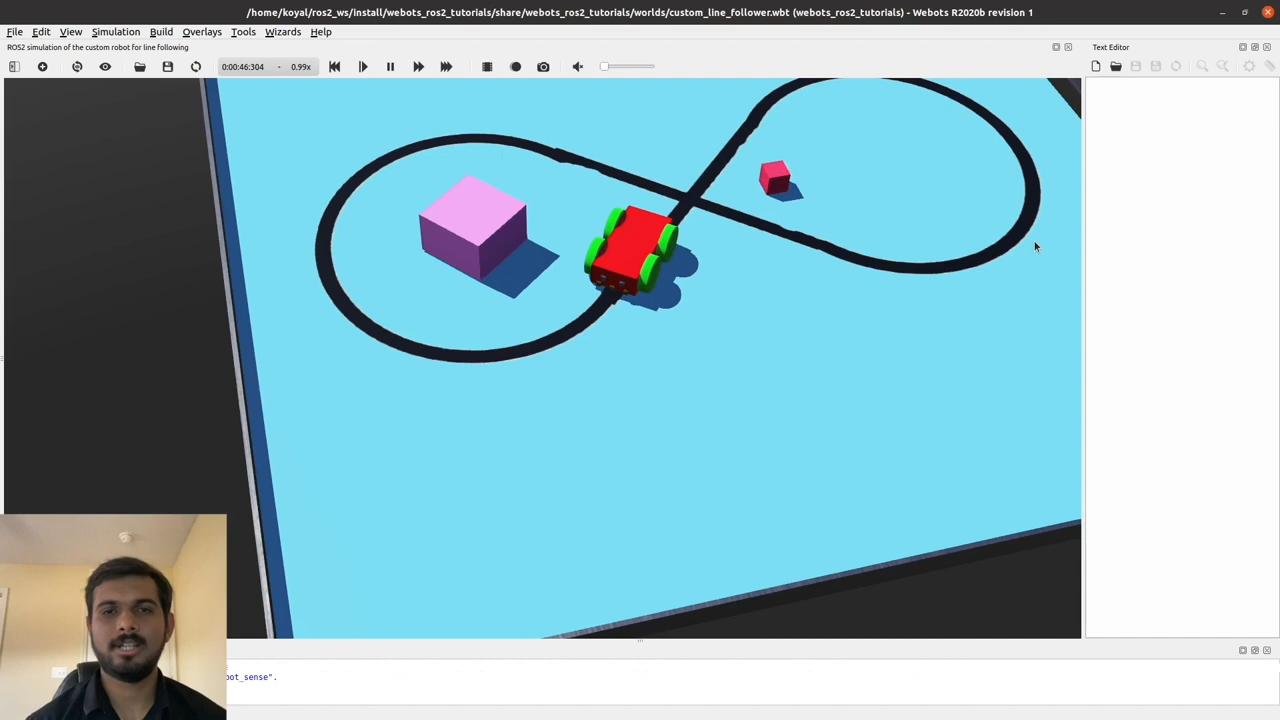 /home/koyal/ros2_ws/install/webots_ros2_tutorials/share/webots_ros2_tutorials/worlds/custom_line_follower.wbt (webots_ros2_tutorials) - Webots R2020b revision 1
File Edit View Simulation Build Overlays Tools Wizards Help
ROS2 simulation of the custom robot for line following
Text Editor
0:00:46:304 - 0.99x
bot_sense".